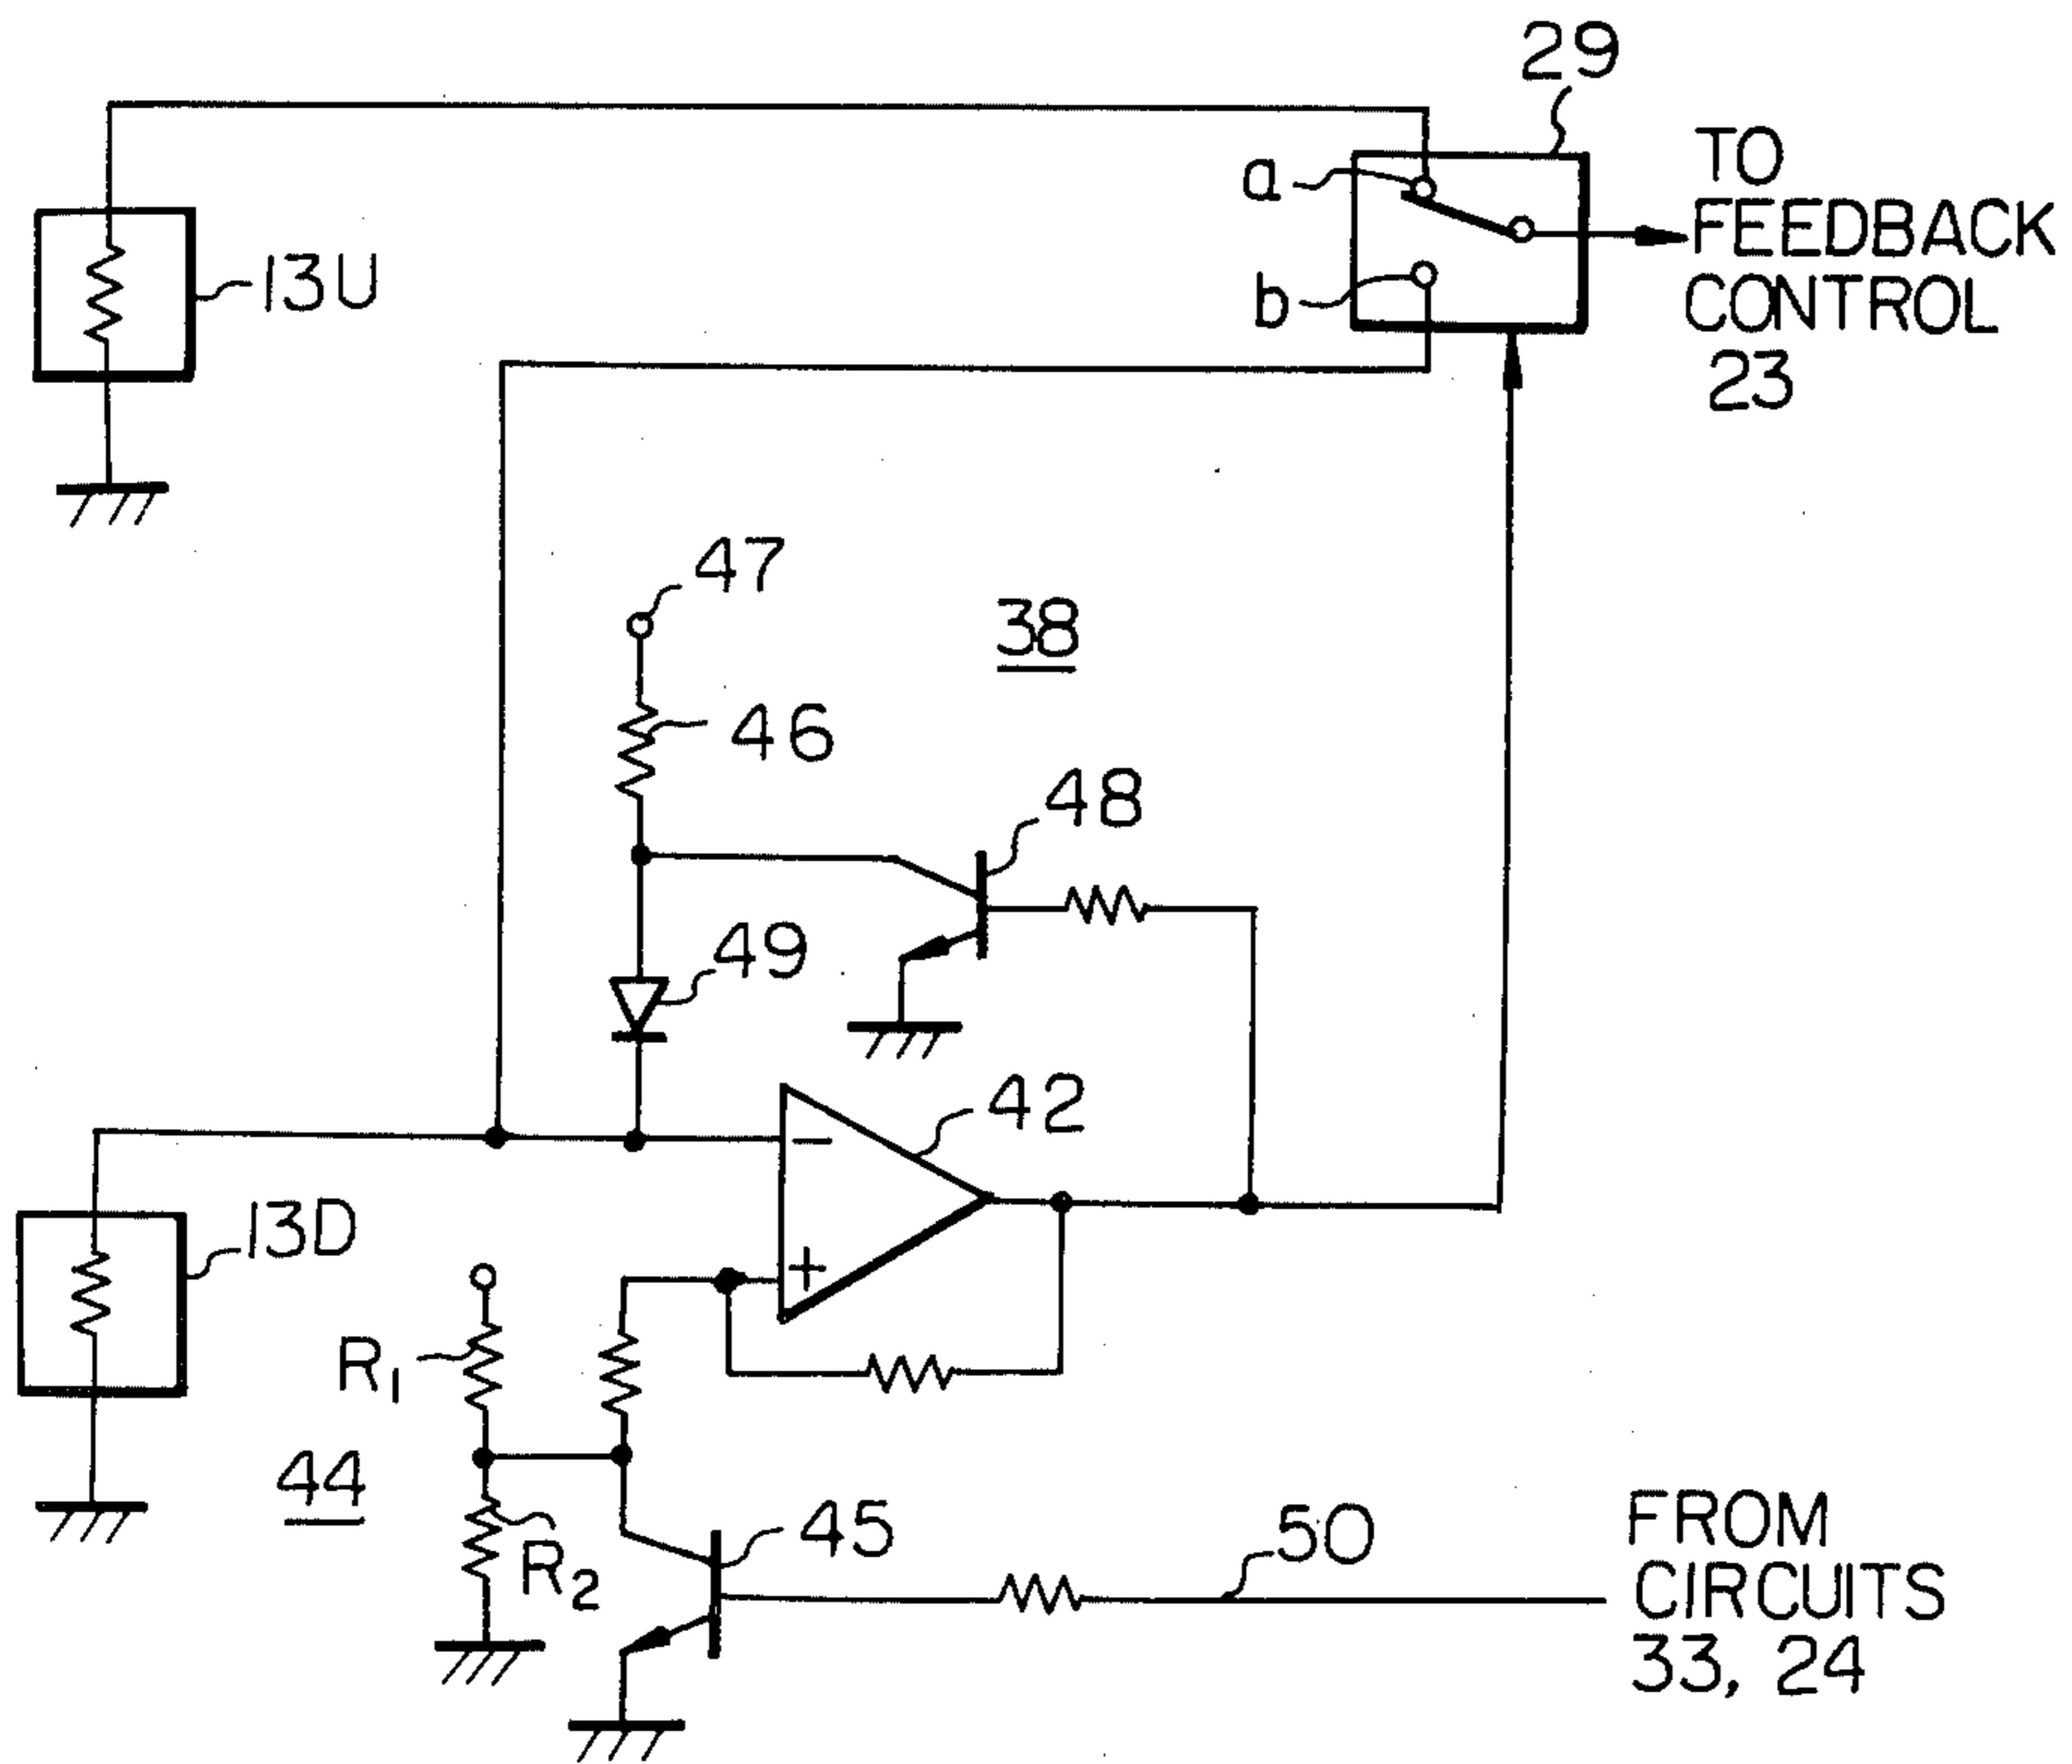 29
TO
FEEDBACK
CONTROL
23
a
b
13U
47
38
46
48
49
42
−
+
13D
R1
44
R2
45
50
FROM
CIRCUITS
33, 24